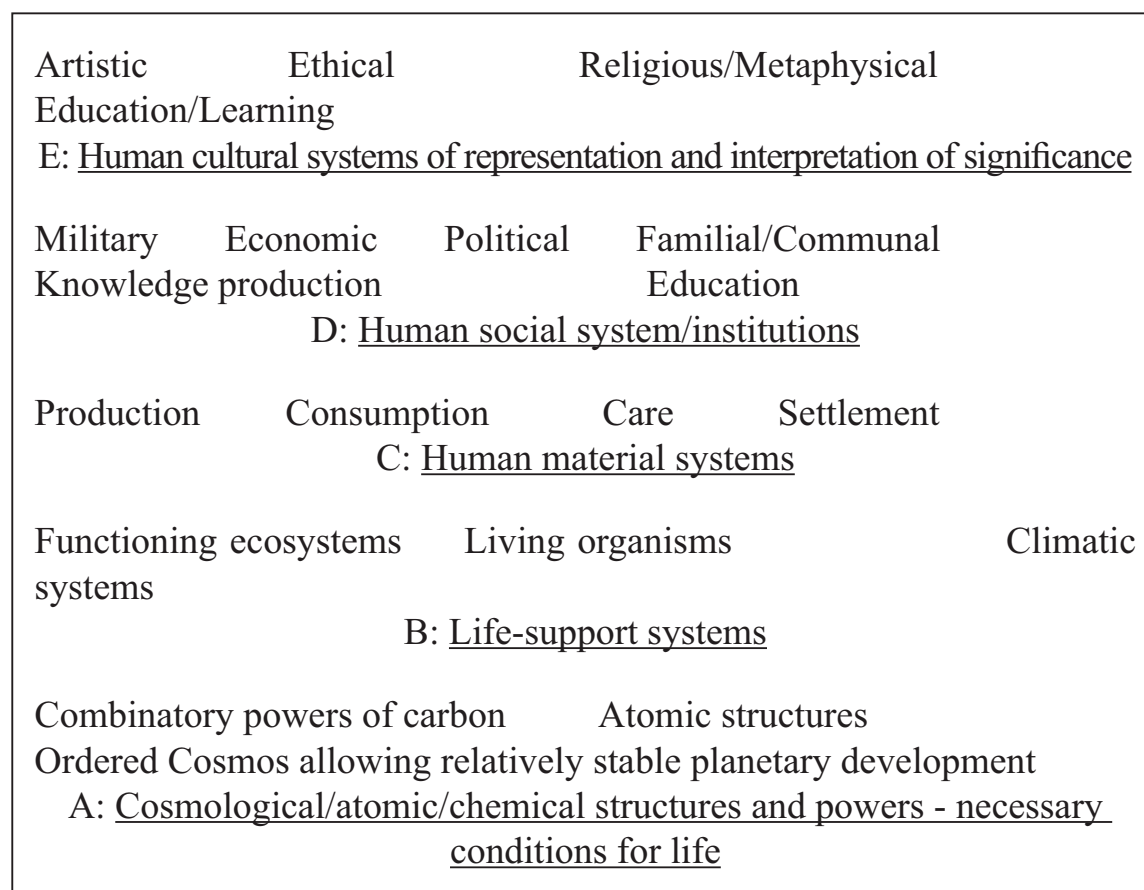 Artistic Ethical Religious/Metaphysical
Education/Learning
E: Human cultural systems of representation and interpretation of significance
Military Economic Political Familial/Communal
Knowledge production Education
D: Human social system/institutions
Production Consumption Care Settlement
C: Human material systems
Functioning ecosystems Living organisms Climatic
systems
B: Life-support systems
Combinatory powers of carbon Atomic structures
Ordered Cosmos allowing relatively stable planetary development
A: Cosmological/atomic/chemical structures and powers - necessary
conditions for life